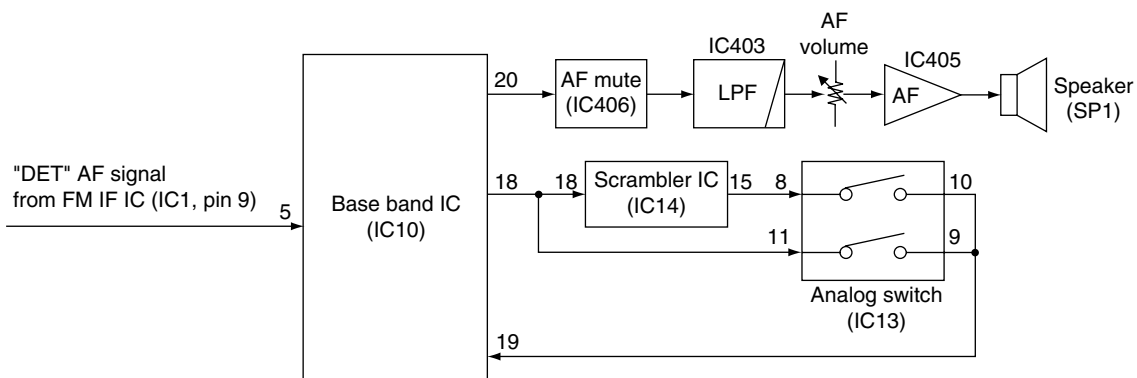 AF
volume
IC403
IC405
20
AF mute
(IC406)
LPF
AF
Speaker
(SP1)
"DET" AF signal
from FM IF IC (IC1, pin 9)
5
Base band IC
(IC10)
18
18
Scrambler IC
(IC14)
15
8
10
11
9
Analog switch
(IC13)
19